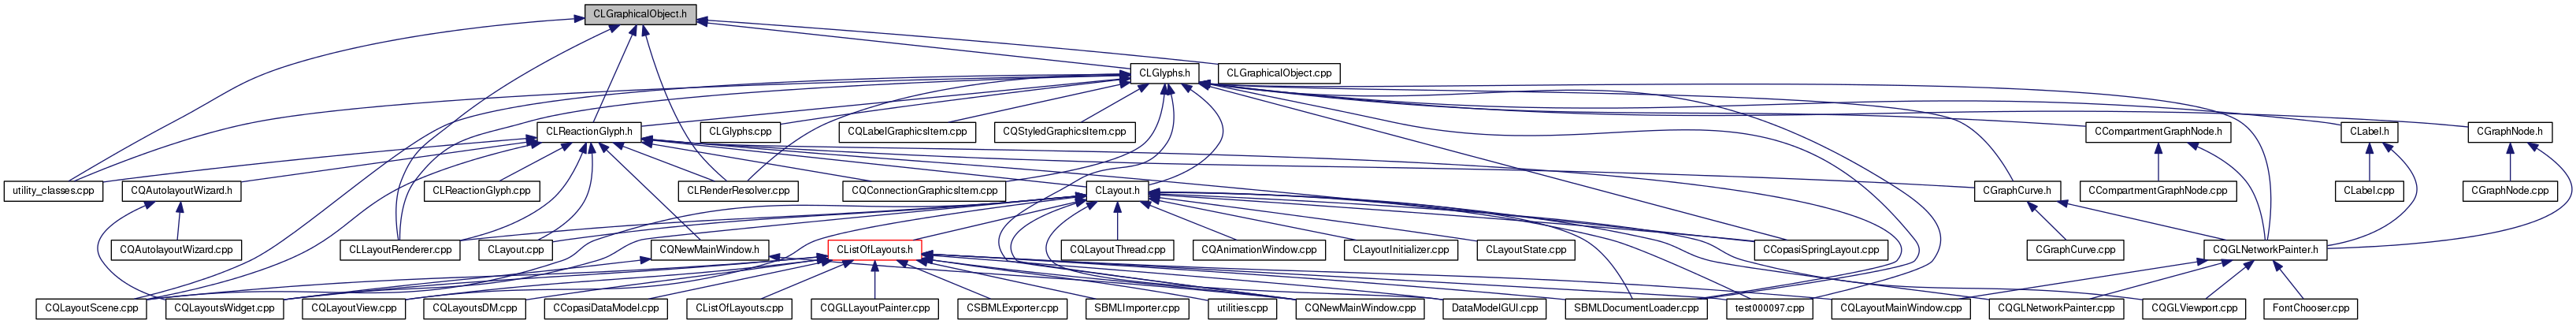 CLGraphicalObject.h
CLGlyphs.h
CLGraphicalObject.cpp
CLReactionGlyph.h
CLGlyphs.cpp
CQLabelGraphicsItem.cpp
CQStyledGraphicsItem.cpp
CCompartmentGraphNode.h
CLabel.h
CGraphNode.h
utility_classes.cpp
CQAutolayoutWizard.h
CLReactionGlyph.cpp
CLRenderResolver.cpp
CQConnectionGraphicsItem.cpp
CLayout.h
CGraphCurve.h
CCompartmentGraphNode.cpp
CLabel.cpp
CGraphNode.cpp
CQAutolayoutWizard.cpp
CLLayoutRenderer.cpp
CLayout.cpp
CQNewMainWindow.h
CListOfLayouts.h
CQLayoutThread.cpp
CQAnimationWindow.cpp
CLayoutInitializer.cpp
CLayoutState.cpp
CCopasiSpringLayout.cpp
CGraphCurve.cpp
CQGLNetworkPainter.h
CQLayoutScene.cpp
CQLayoutsWidget.cpp
CQLayoutView.cpp
CQLayoutsDM.cpp
CCopasiDataModel.cpp
CListOfLayouts.cpp
CQGLLayoutPainter.cpp
CSBMLExporter.cpp
SBMLImporter.cpp
utilities.cpp
CQNewMainWindow.cpp
DataModelGUI.cpp
SBMLDocumentLoader.cpp
test000097.cpp
CQLayoutMainWindow.cpp
CQGLNetworkPainter.cpp
CQGLViewport.cpp
FontChooser.cpp